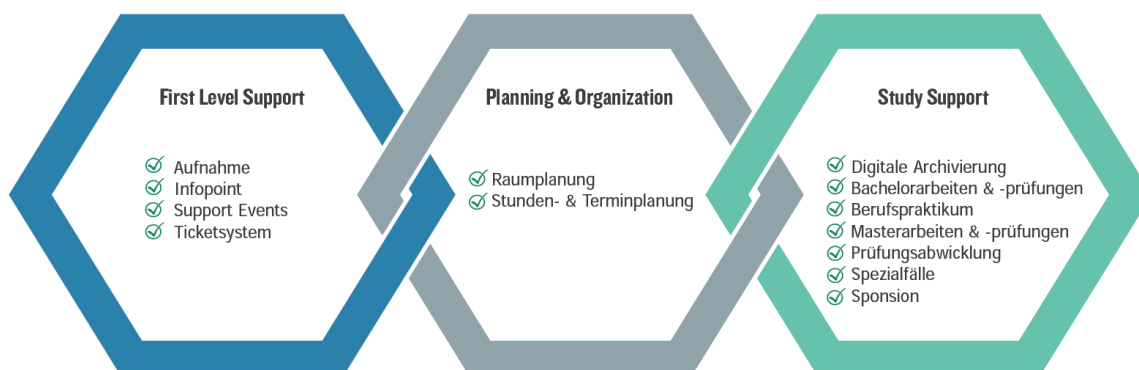 First Level Support
Aufnahme
Infopoint
Support Events
Ticketsystem
Planning & Organization
Raumplanung
Stunden- & Terminplanung
Study Support
Digitale Archivierung
Bachelorarbeiten & -prüfungen
Berufspraktikum
Masterarbeiten & -prüfungen
Prüfungsabwicklung
Spezialfälle
Sponsion